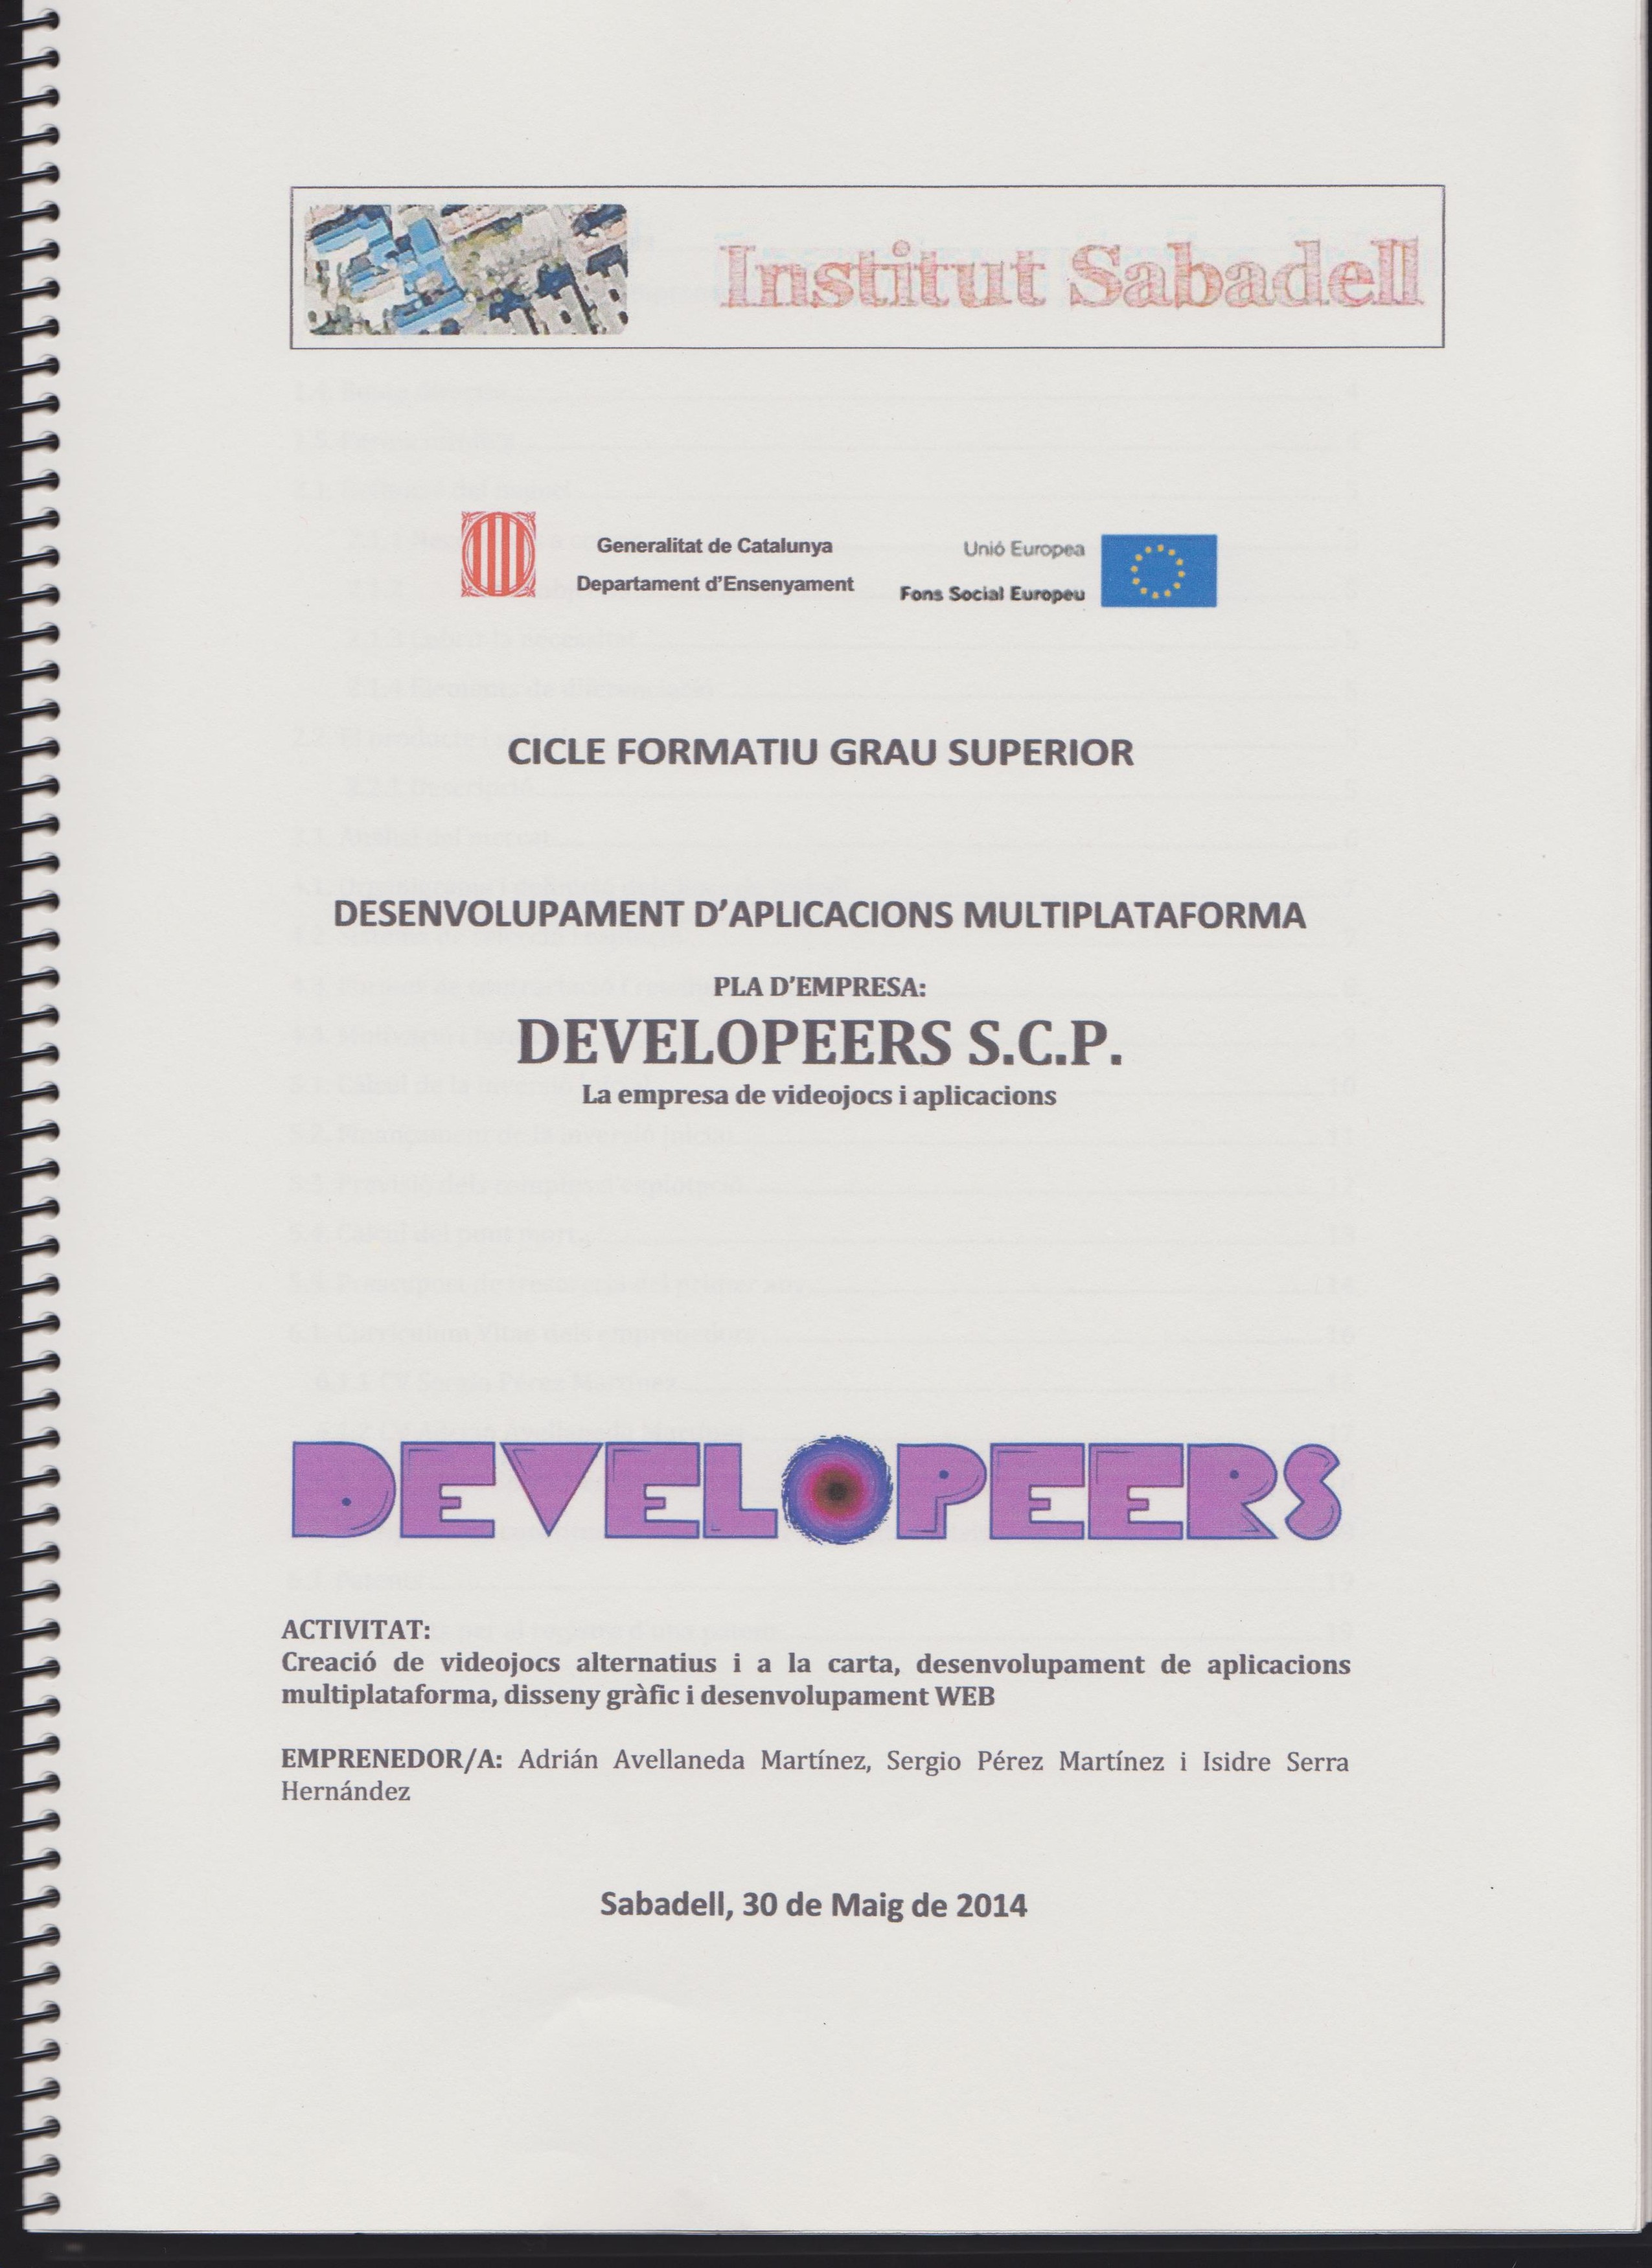 Institut Sabadell
Generalitat de Catalunya
Departament d'Ensenyament
Unió Europea
Fons Social Europeu
CICLE FORMATIU GRAU SUPERIOR
DESENVOLUPAMENT D'APLICACIONS MULTIPLATAFORMA
PLA D'EMPRESA:
DEVELOPEERS S.C.P.
La empresa de videojocs i aplicacions
DEVELOPEERS
ACTIVITAT:
Creació de videojocs alternatius i a la carta, desenvolupament de aplicacions
multiplataforma, disseny gràfic i desenvolupament WEB
EMPRENEDOR/A: Adrián Avellaneda Martínez, Sergio Pérez Martínez i Isidre Serra
Hernández
Sabadell, 30 de Maig de 2014